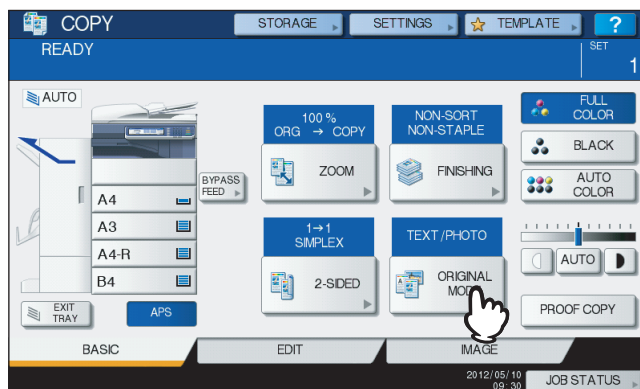 COPY
STORAGE
SETTINGS
TEMPLATE
?
READY
SET
1
AUTO
100 %
ORG → COPY
NON-SORT
NON-STAPLE
FULL
COLOR
ZOOM
FINISHING
BLACK
BYPASS
FEED
AUTO
COLOR
A4
A3
A4-R
B4
1→1
SIMPLEX
TEXT/PHOTO
2-SIDED
ORIGINAL
AUTO
EXIT
TRAY
APS
PROOF COPY
BASIC
EDIT
IMAGE
2012/05/10
09:30
JOB STATUS